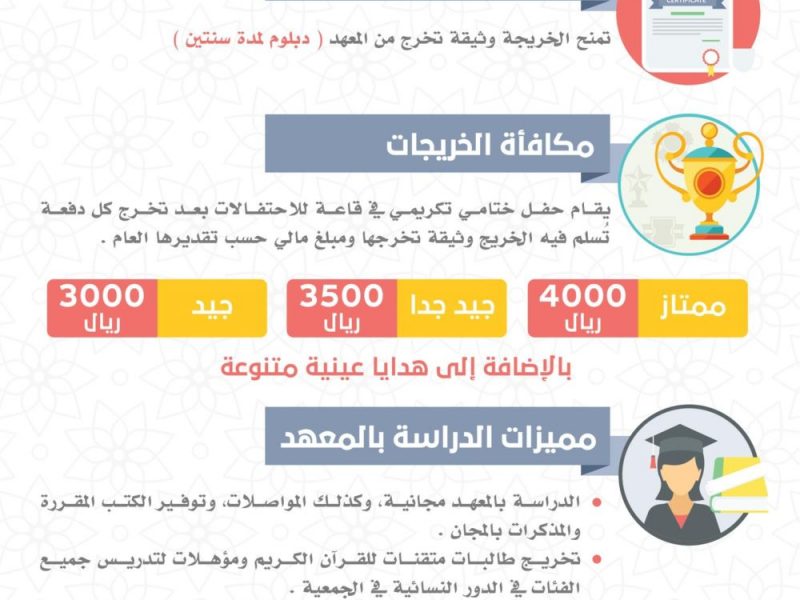 CERTIFICATE
تمنح الخريجة وثيقة تخرج من المعهد ( دبلوم لمدة سنتين )
مكافأة الخريجات
يقام حفل ختامي تكريمي في قاعة للاحتفالات بعد تخرج كل دفعة
تُسلم فيه الخريج وثيقة تخرجها ومبلغ مالي حسب تقديرها العام .
ممتاز 4000 ريال جيد جدا 3500 ريال جيد 3000 ريال
بالإضافة إلى هدايا عينية متنوعة
مميزات الدراسة بالمعهد
• الدراسة بالمعهد مجانية، وكذلك المواصلات، وتوفير الكتب المقررة
والمذكرات بالمجان .
• تخريج طالبات متقنات للقرآن الكريم ومؤهلات لتدريس جميع
الفئات في الدور النسائية في الجمعية .